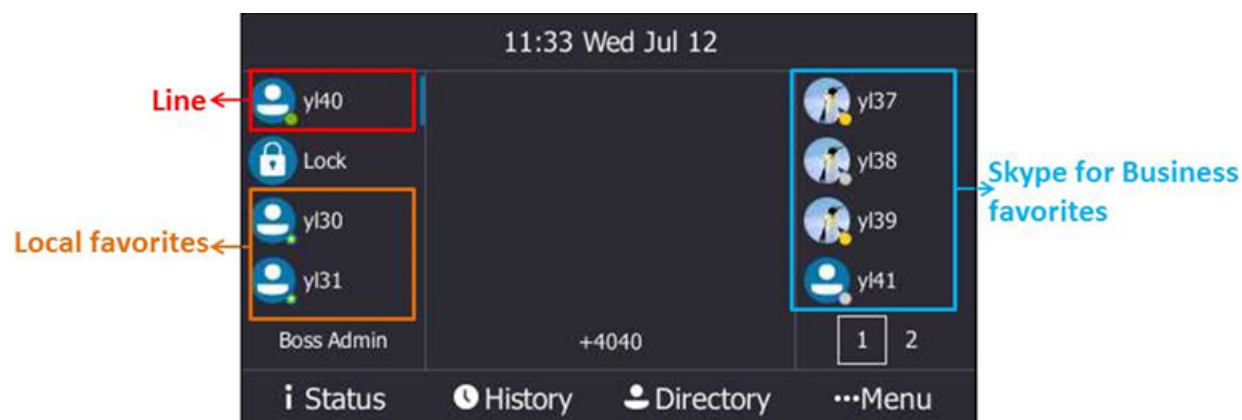 11:33 Wed Jul 12
Line
yl40
yl37
Lock
yl38
Skype for Business
favorites
Local favorites
yl30
yl39
yl31
yl41
Boss Admin
+4040
1 2
i Status
History
Directory
Menu